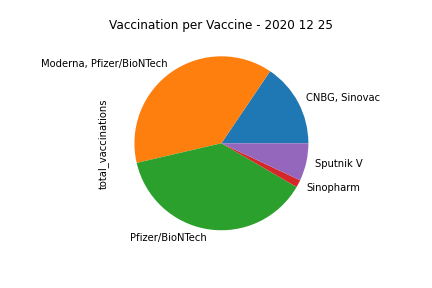 Vaccination per Vaccine - 2020 12 25
Moderna, Pfizer/BioNTech
CNBG, Sinovac
total_vaccinations
Sputnik V
Sinopharm
Pfizer/BioNTech